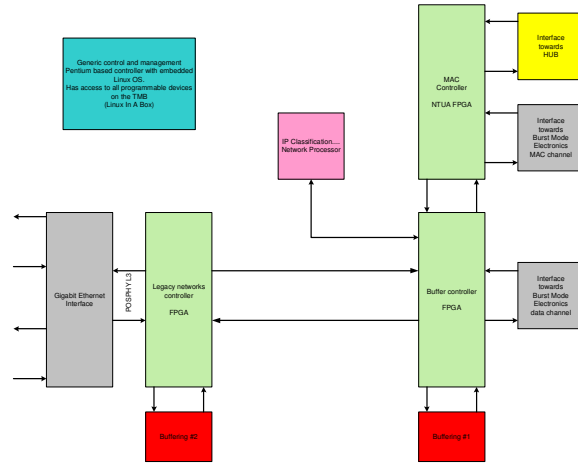 Generic control and management
Pentium based controller with embedded
Linux OS.
Has access to all programmable devices
on the TMB
(Linux In A Box)
MAC
Controller
NTUA FPGA
Interface
towards
HUB
Interface
towards
Burst Mode
Electronics
MAC channel
IP Classification....
Network Processor
Gigabit Ethernet
Interface
POSPHY L3
Legacy networks
controller
FPGA
Buffer controller
FPGA
Interface
towards
Burst Mode
Electronics
data channel
Buffering #2
Buffering #1